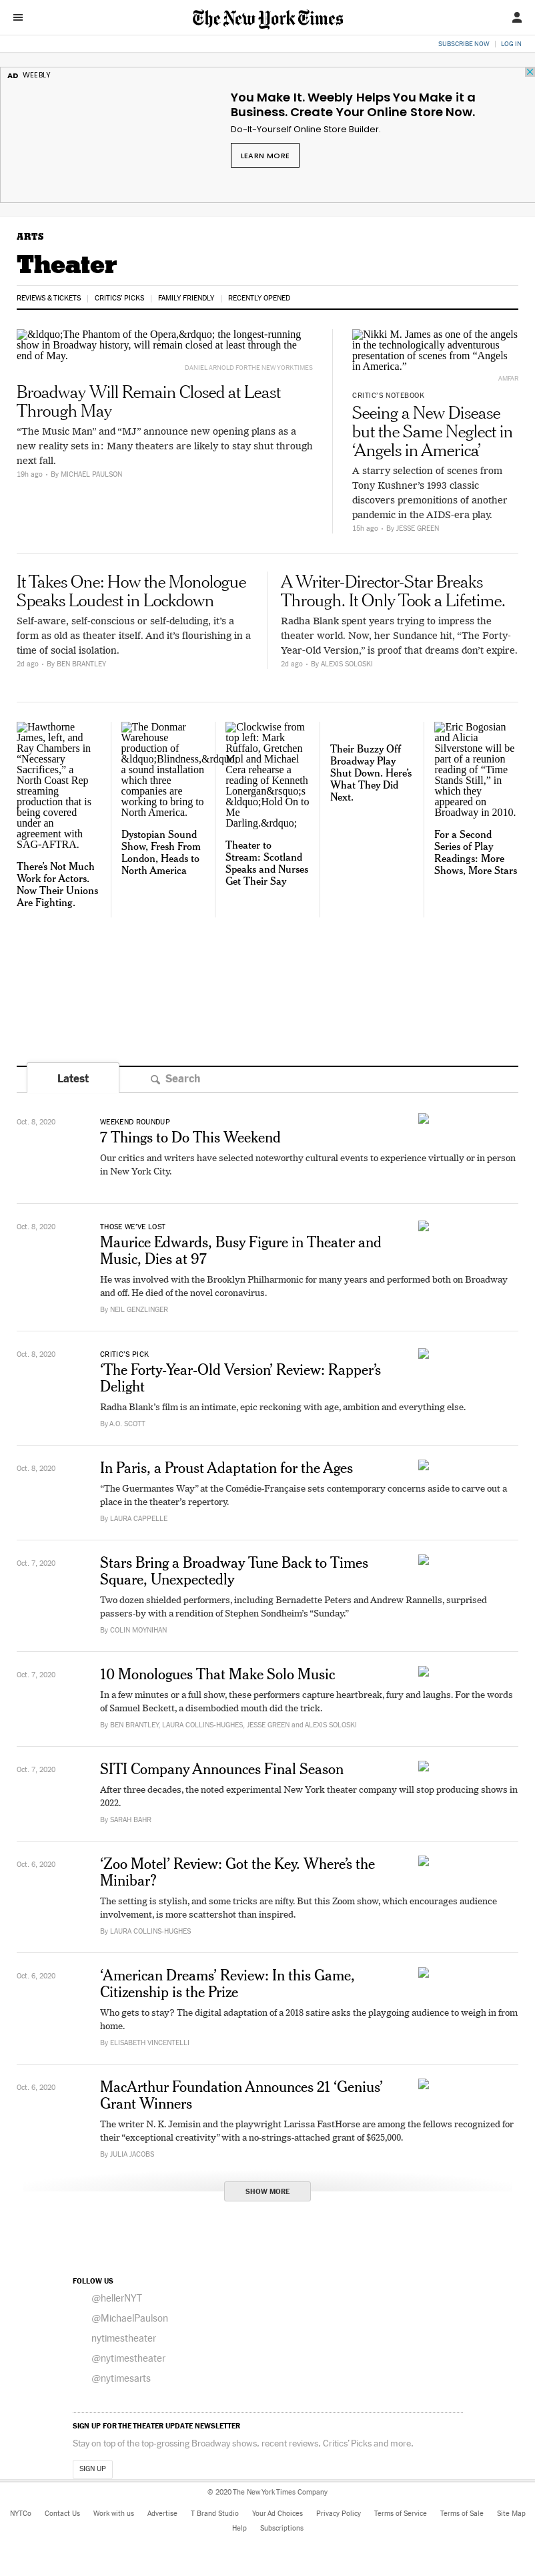 The New York Times
SUBSCRIBE NOW | LOG IN
AD WEEBLY
You Make It. Weebly Helps You Make it a
Business. Create Your Online Store Now.
Do-It-Yourself Online Store Builder.
LEARN MORE
ARTS
Theater
REVIEWS & TICKETS | CRITICS' PICKS | FAMILY FRIENDLY | RECENTLY OPENED
&ldquo;The Phantom of the Opera,&rdquo; the longest-running
show in Broadway history, will remain closed at least through the
end of May.
DANIEL ARNOLD FOR THE NEW YORK TIMES
Broadway Will Remain Closed at Least
Through May
“The Music Man” and “MJ” announce new opening plans as a
new reality sets in: Many theaters are likely to stay shut through
next fall.
19h ago • By MICHAEL PAULSON
Nikki M. James as one of the angels
in the technologically adventurous
presentation of scenes from “Angels
in America.”
AMFAR
CRITIC’S NOTEBOOK
Seeing a New Disease
but the Same Neglect in
‘Angels in America’
A starry selection of scenes from
Tony Kushner’s 1993 classic
discovers premonitions of another
pandemic in the AIDS-era play.
15h ago • By JESSE GREEN
It Takes One: How the Monologue
Speaks Loudest in Lockdown
Self-aware, self-conscious or self-deluding, it’s a
form as old as theater itself. And it’s flourishing in a
time of social isolation.
2d ago • By BEN BRANTLEY
A Writer-Director-Star Breaks
Through. It Only Took a Lifetime.
Radha Blank spent years trying to impress the
theater world. Now, her Sundance hit, “The Forty-
Year-Old Version,” is proof that dreams don’t expire.
2d ago • By ALEXIS SOLOSKI
Hawthorne
James, left, and
Ray Chambers in
“Necessary
Sacrifices,” a
North Coast Rep
streaming
production that is
being covered
under an
agreement with
SAG-AFTRA.
There’s Not Much
Work for Actors.
Now Their Unions
Are Fighting.
The Donmar
Warehouse
production of
&ldquo;Blindness,&rdquo;
a sound installation
which three
companies are
working to bring to
North America.
Dystopian Sound
Show, Fresh From
London, Heads to
North America
Clockwise from
top left: Mark
Ruffalo, Gretchen
Mol and Michael
Cera rehearse a
reading of Kenneth
Lonergan&rsquo;s
&ldquo;Hold On to
Me
Darling.&rdquo;
Theater to
Stream: Scotland
Speaks and Nurses
Get Their Say
Their Buzzy Off
Broadway Play
Shut Down. Here’s
What They Did
Next.
Eric Bogosian
and Alicia
Silverstone will be
part of a reunion
reading of “Time
Stands Still,” in
which they
appeared on
Broadway in 2010.
For a Second
Series of Play
Readings: More
Shows, More Stars
Latest
Search
Oct. 8, 2020
WEEKEND ROUNDUP
7 Things to Do This Weekend
Our critics and writers have selected noteworthy cultural events to experience virtually or in person
in New York City.
Oct. 8, 2020
THOSE WE’VE LOST
Maurice Edwards, Busy Figure in Theater and
Music, Dies at 97
He was involved with the Brooklyn Philharmonic for many years and performed both on Broadway
and off. He died of the novel coronavirus.
By NEIL GENZLINGER
Oct. 8, 2020
CRITIC’S PICK
‘The Forty-Year-Old Version’ Review: Rapper’s
Delight
Radha Blank’s film is an intimate, epic reckoning with age, ambition and everything else.
By A.O. SCOTT
Oct. 8, 2020
In Paris, a Proust Adaptation for the Ages
“The Guermantes Way” at the Comédie-Française sets contemporary concerns aside to carve out a
place in the theater’s repertory.
By LAURA CAPPELLE
Oct. 7, 2020
Stars Bring a Broadway Tune Back to Times
Square, Unexpectedly
Two dozen shielded performers, including Bernadette Peters and Andrew Rannells, surprised
passers-by with a rendition of Stephen Sondheim’s “Sunday.”
By COLIN MOYNIHAN
Oct. 7, 2020
10 Monologues That Make Solo Music
In a few minutes or a full show, these performers capture heartbreak, fury and laughs. For the words
of Samuel Beckett, a disembodied mouth did the trick.
By BEN BRANTLEY, LAURA COLLINS-HUGHES, JESSE GREEN and ALEXIS SOLOSKI
Oct. 7, 2020
SITI Company Announces Final Season
After three decades, the noted experimental New York theater company will stop producing shows in
2022.
By SARAH BAHR
Oct. 6, 2020
‘Zoo Motel’ Review: Got the Key. Where’s the
Minibar?
The setting is stylish, and some tricks are nifty. But this Zoom show, which encourages audience
involvement, is more scattershot than inspired.
By LAURA COLLINS-HUGHES
Oct. 6, 2020
‘American Dreams’ Review: In this Game,
Citizenship is the Prize
Who gets to stay? The digital adaptation of a 2018 satire asks the playgoing audience to weigh in from
home.
By ELISABETH VINCENTELLI
Oct. 6, 2020
MacArthur Foundation Announces 21 ‘Genius’
Grant Winners
The writer N. K. Jemisin and the playwright Larissa FastHorse are among the fellows recognized for
their “exceptional creativity” with a no-strings-attached grant of $625,000.
By JULIA JACOBS
SHOW MORE
FOLLOW US
@hellerNYT
@MichaelPaulson
nytimestheater
@nytimestheater
@nytimesarts
SIGN UP FOR THE THEATER UPDATE NEWSLETTER
Stay on top of the top-grossing Broadway shows, recent reviews, Critics’ Picks and more.
SIGN UP
© 2020 The New York Times Company
NYTCo Contact Us Work with us Advertise T Brand Studio Your Ad Choices Privacy Policy Terms of Service Terms of Sale Site Map
Help Subscriptions